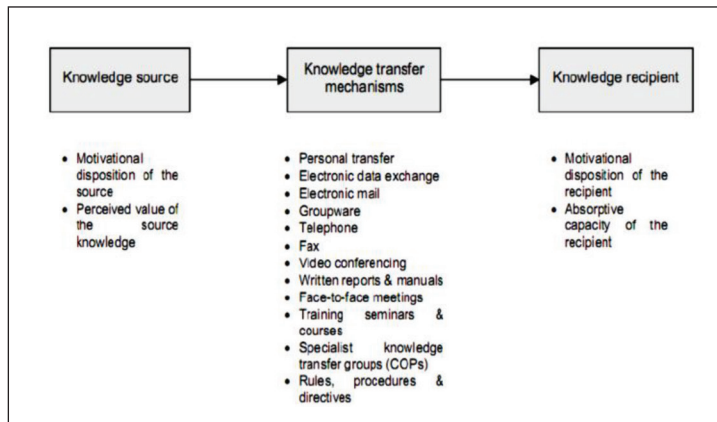 Knowledge source
Knowledge transfer
mechanisms
Knowledge recipient
• Motivational
disposition of the
source
• Perceived value of
the source
knowledge
• Personal transfer
• Electronic data exchange
• Electronic mail
• Groupware
• Telephone
• Fax
• Video conferencing
• Written reports & manuals
• Face-to-face meetings
• Training seminars &
courses
• Specialist knowledge
transfer groups (COPs)
• Rules, procedures &
directives
• Motivational
disposition of the
recipient
• Absorptive
capacity of the
recipient